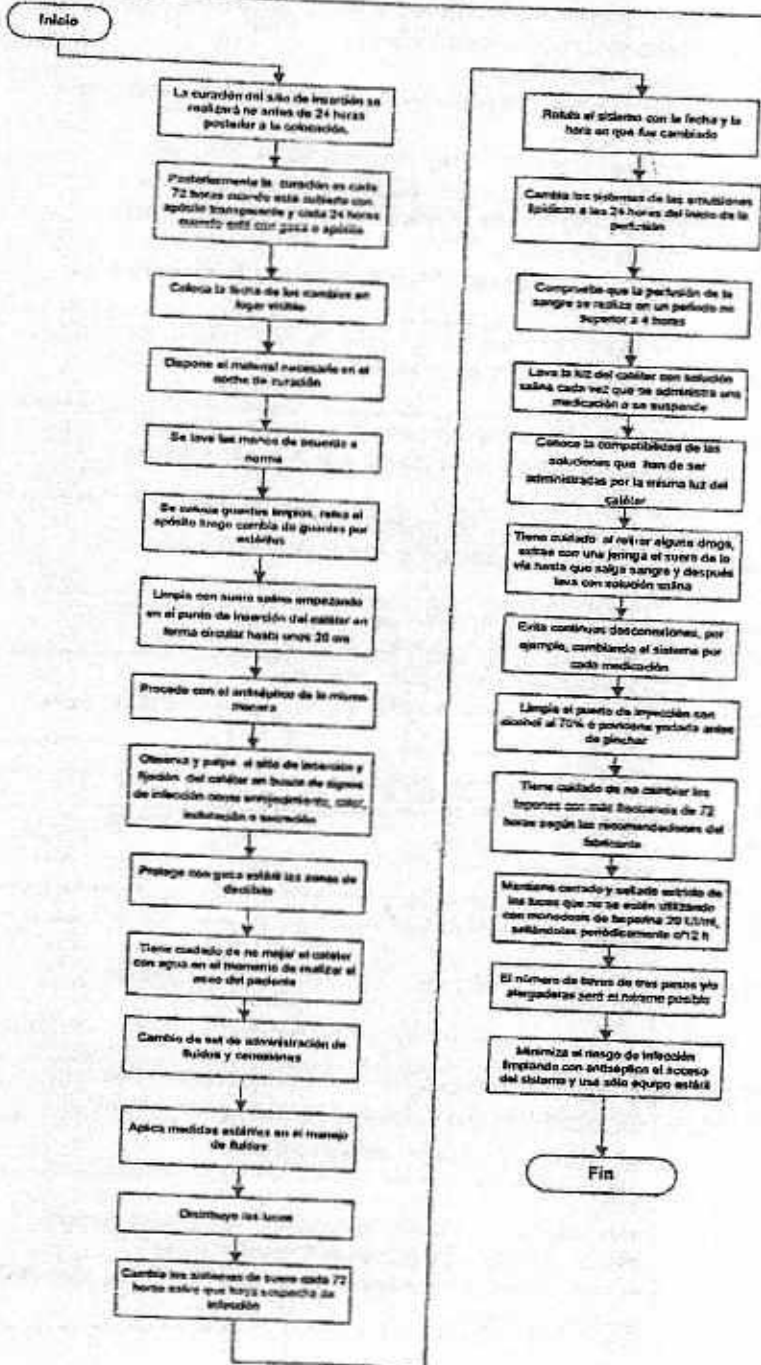 Inicio
La curación del sitio de inserción se
realizará no antes de 24 horas
posterior a la colocación.
Posteriormente la curación es cada
72 horas cuando está cubierto con
apósito transparente y cada 24 horas
cuando está con gasa o apósito
Coloca la fecha de los cambios en
lugar visible
Dispone el material necesario en el
coche de curación
Se lava las manos de acuerdo a
norma
Se coloca guantes limpios, retira el
apósito luego cambia de guantes por
estériles
Limpia con suero salino empezando
en el punto de inserción del catéter en
forma circular hasta unos 20 cm
Procede con el antiséptico de la misma
manera
Observa y palpa el sitio de inserción y
fijación del catéter en busca de signos
de infección como enrojecimiento, calor,
induración o secreción
Protege con gasa estéril las zonas de
decúbito
Tiene cuidado de no mojar el catéter
con agua en el momento de realizar el
aseo del paciente
Cambio de set de administración de
fluidos y conexiones
Aplica medidas estériles en el manejo
de fluidos
Distribuye las luces
Cambia los sistemas de suero cada 72
horas salvo que haya sospecha de
infección
Rotula el sistema con la fecha y la
hora en que fue cambiado
Cambia los sistemas de las emulsiones
lipídicas a las 24 horas del inicio de la
perfusión
Comprueba que la perfusión de la
sangre se realiza en un periodo no
superior a 4 horas
Lava la luz del catéter con solución
salina cada vez que se administra una
medicación o se suspende
Conoce la compatibilidad de las
soluciones que han de ser
administradas por la misma luz del
catéter
Tiene cuidado al retirar alguna droga,
extrae con una jeringa el suero de la
vía hasta que salga sangre y después
lava con solución salina
Evita continuas desconexiones, por
ejemplo, cambiando el sistema por
cada medicación
Limpia el puerto de inyección con
alcohol al 70% ó povidona yodada antes
de pinchar
Tiene cuidado de no cambiar los
tapones con más frecuencia de 72
horas según las recomendaciones del
fabricante
Mantiene cerrado y sellado estricto de
las luces que no se estén utilizando
con monodosis de heparina 20 UI/ml,
sellándolas periódicamente c/12 h
El número de llaves de tres pasos y/o
alargaderas será el mínimo posible
Minimiza el riesgo de infección
limpiando con antiséptico el acceso
del sistema y usa sólo equipo estéril
Fin